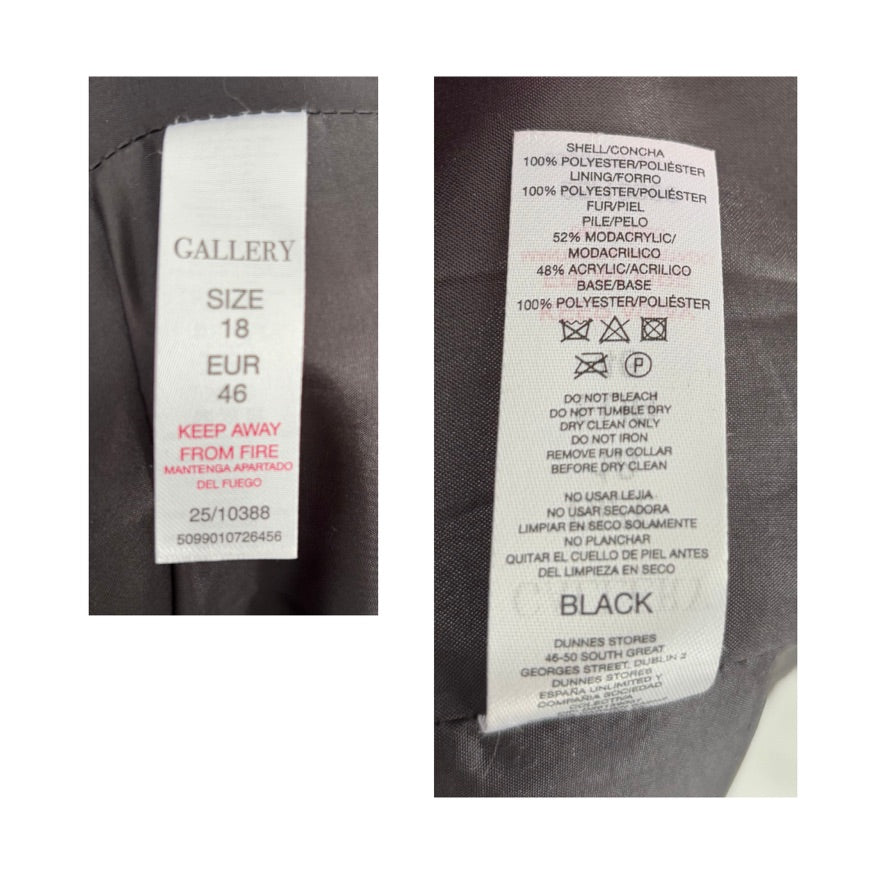 GALLERY
SIZE
18
EUR
46
KEEP AWAY
FROM FIRE
MANTENGA APARTADO
DEL FUEGO
25/10388
5099010726456
SHELL/CONCHA
100% POLYESTER/POLIÉSTER
LINING/FORRO
100% POLYESTER/POLIÉSTER
FUR/PIEL
PILE/PELO
52% MODACRYLIC/
MODACRILICO
48% ACRYLIC/ACRILICO
BASE/BASE
100% POLYESTER/POLIÉSTER
P
DO NOT BLEACH
DO NOT TUMBLE DRY
DRY CLEAN ONLY
DO NOT IRON
REMOVE FUR COLLAR
BEFORE DRY CLEAN
NO USAR LEJIA
NO USAR SECADORA
LIMPIAR EN SECO SOLAMENTE
NO PLANCHAR
QUITAR EL CUELLO DE PIEL ANTES
DEL LIMPIEZA EN SECO
BLACK
DUNNES STORES
46-50 SOUTH GREAT
GEORGES STREET, DUBLIN 2
DUNNES STORES
ESPAÑA UNLIMITED Y
COMPAÑIA SOCIEDAD
COLECTIVA